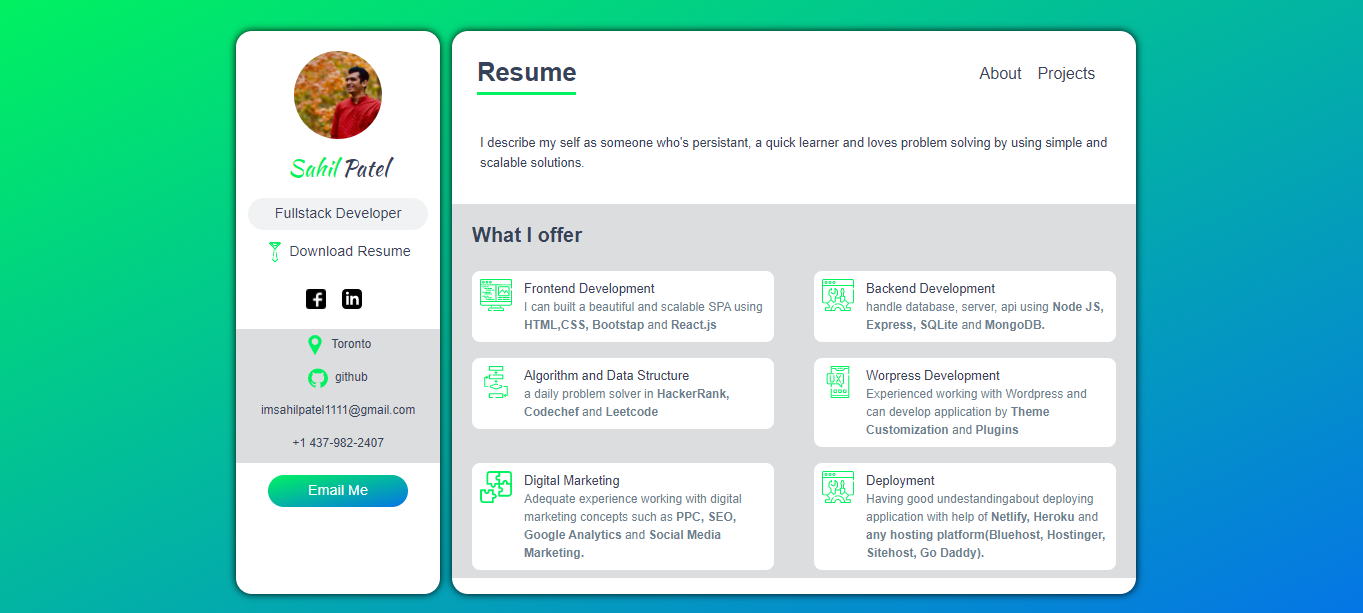 Sahil Patel
Fullstack Developer
Download Resume
Toronto
github
imsahilpatel1111@gmail.com
+1 437-982-2407
Email Me
Resume
About Projects
I describe my self as someone who's persistant, a quick learner and loves problem solving by using simple and
scalable solutions.
What I offer
Frontend Development
I can built a beautiful and scalable SPA using
HTML,CSS, Bootstap and React.js
Backend Development
handle database, server, api using Node JS,
Express, SQLite and MongoDB.
Algorithm and Data Structure
a daily problem solver in HackerRank,
Codechef and Leetcode
Worpress Development
Experienced working with Wordpress and
can develop application by Theme
Customization and Plugins
Digital Marketing
Adequate experience working with digital
marketing concepts such as PPC, SEO,
Google Analytics and Social Media
Marketing.
Deployment
Having good undestandingabout deploying
application with help of Netlify, Heroku and
any hosting platform(Bluehost, Hostinger,
Sitehost, Go Daddy).